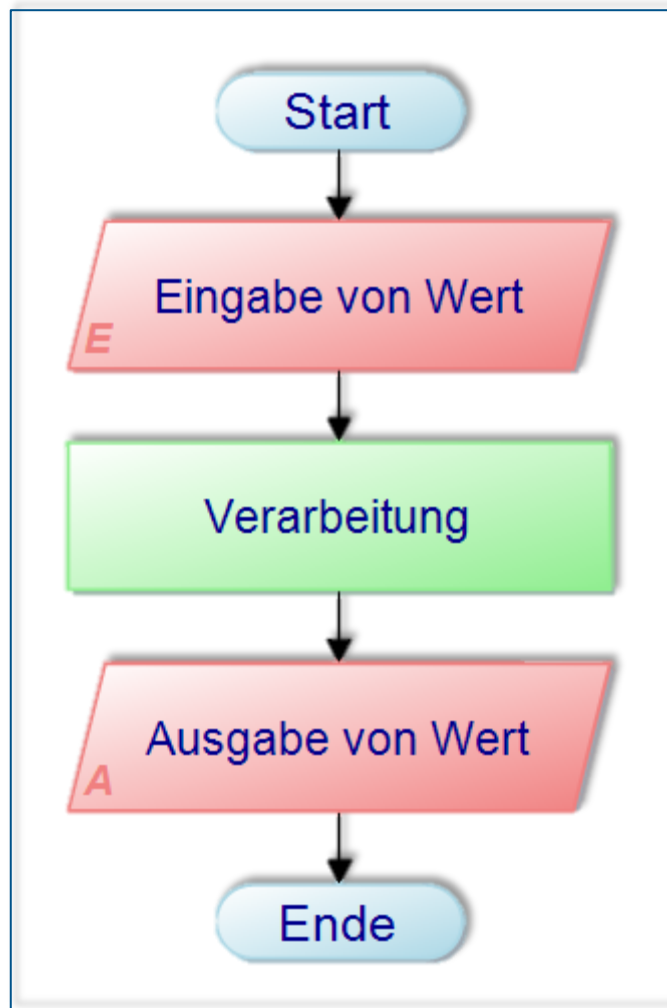 Start
Eingabe von Wert
E
Verarbeitung
Ausgabe von Wert
A
Ende